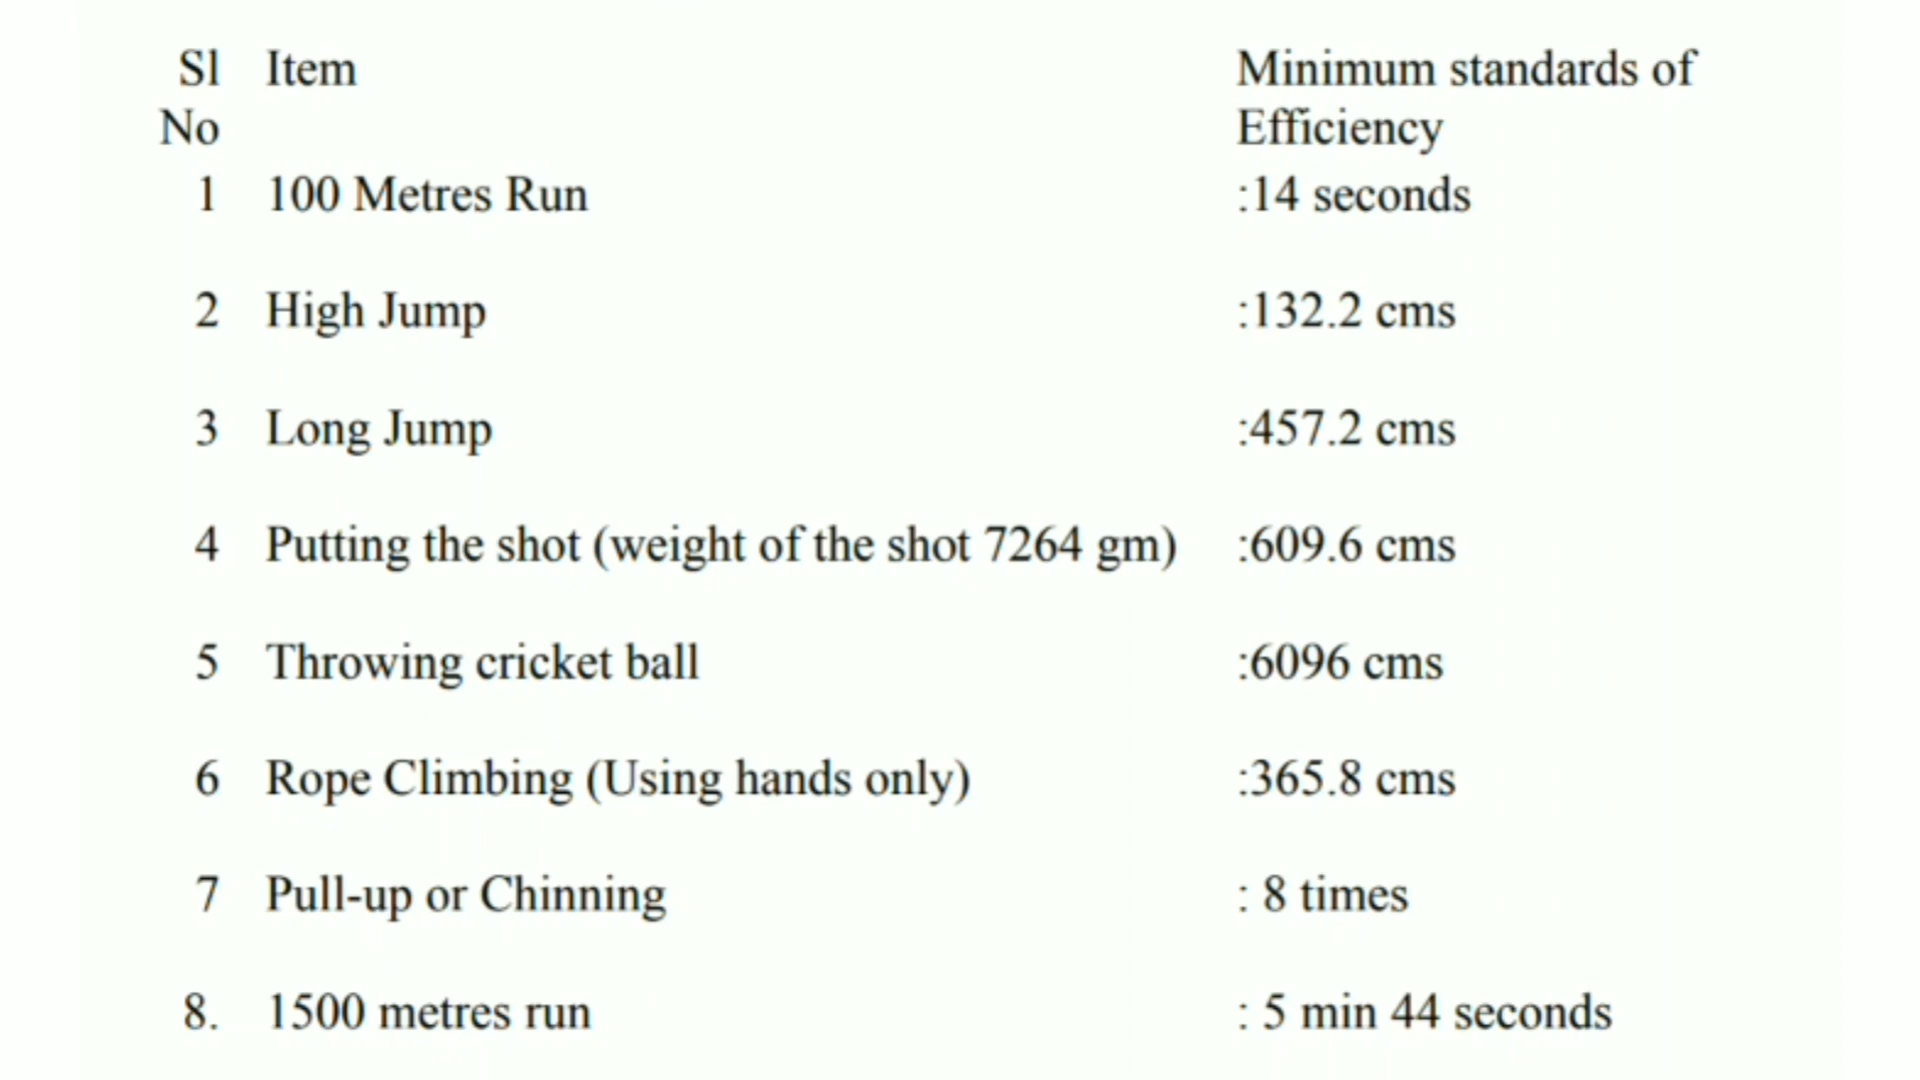 Sl Item Minimum standards of
No Efficiency
1 100 Metres Run :14 seconds
2 High Jump :132.2 cms
3 Long Jump :457.2 cms
4 Putting the shot (weight of the shot 7264 gm) :609.6 cms
5 Throwing cricket ball :6096 cms
6 Rope Climbing (Using hands only) :365.8 cms
7 Pull-up or Chinning : 8 times
8. 1500 metres run : 5 min 44 seconds